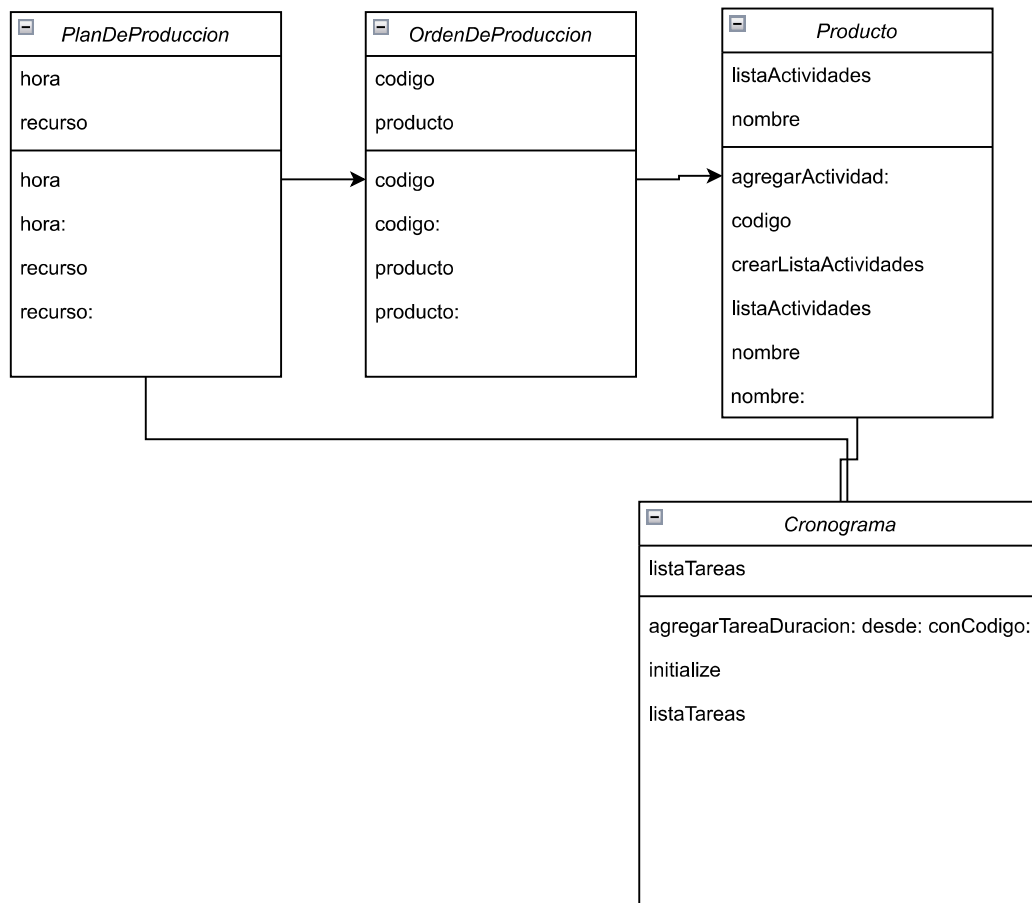 PlanDeProduccion
hora
recurso
hora
hora:
recurso
recurso:
OrdenDeProduccion
codigo
producto
codigo
codigo:
producto
producto:
Producto
listaActividades
nombre
agregarActividad:
codigo
crearListaActividades
listaActividades
nombre
nombre:
Cronograma
listaTareas
agregarTareaDuracion: desde: conCodigo:
initialize
listaTareas